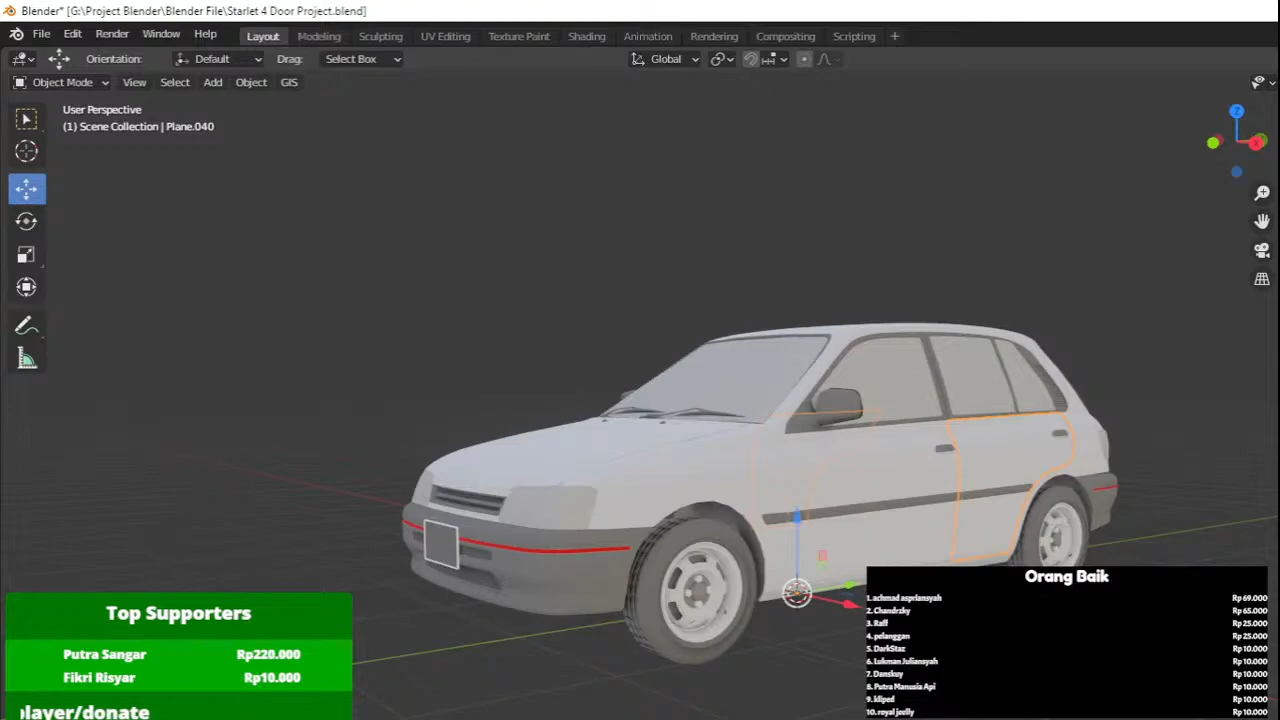 Blender* [G:\Project Blender\Blender File\Starlet 4 Door Project.blend]
File Edit Render Window Help Layout Modeling Sculpting UV Editing Texture Paint Shading Animation Rendering Compositing Scripting +
Orientation: Default Drag: Select Box Global
Object Mode View Select Add Object GIS
User Perspective
(1) Scene Collection | Plane.040
Z
X
Top Supporters
Putra Sangar Rp220.000
Fikri Risyar Rp10.000
player/donate
Orang Baik
1. achmad aspriansyah Rp 69.000
2. Chandrzky Rp 65.000
3. Raff Rp 25.000
4. pelanggan Rp 25.000
5. DarkStaz Rp 10.000
6. Lukman Juliansyah Rp 10.000
7. Danskuy Rp 10.000
8. Putra Manusia Api Rp 10.000
9. kliped Rp 10.000
10. royal jeelly Rp 10.000